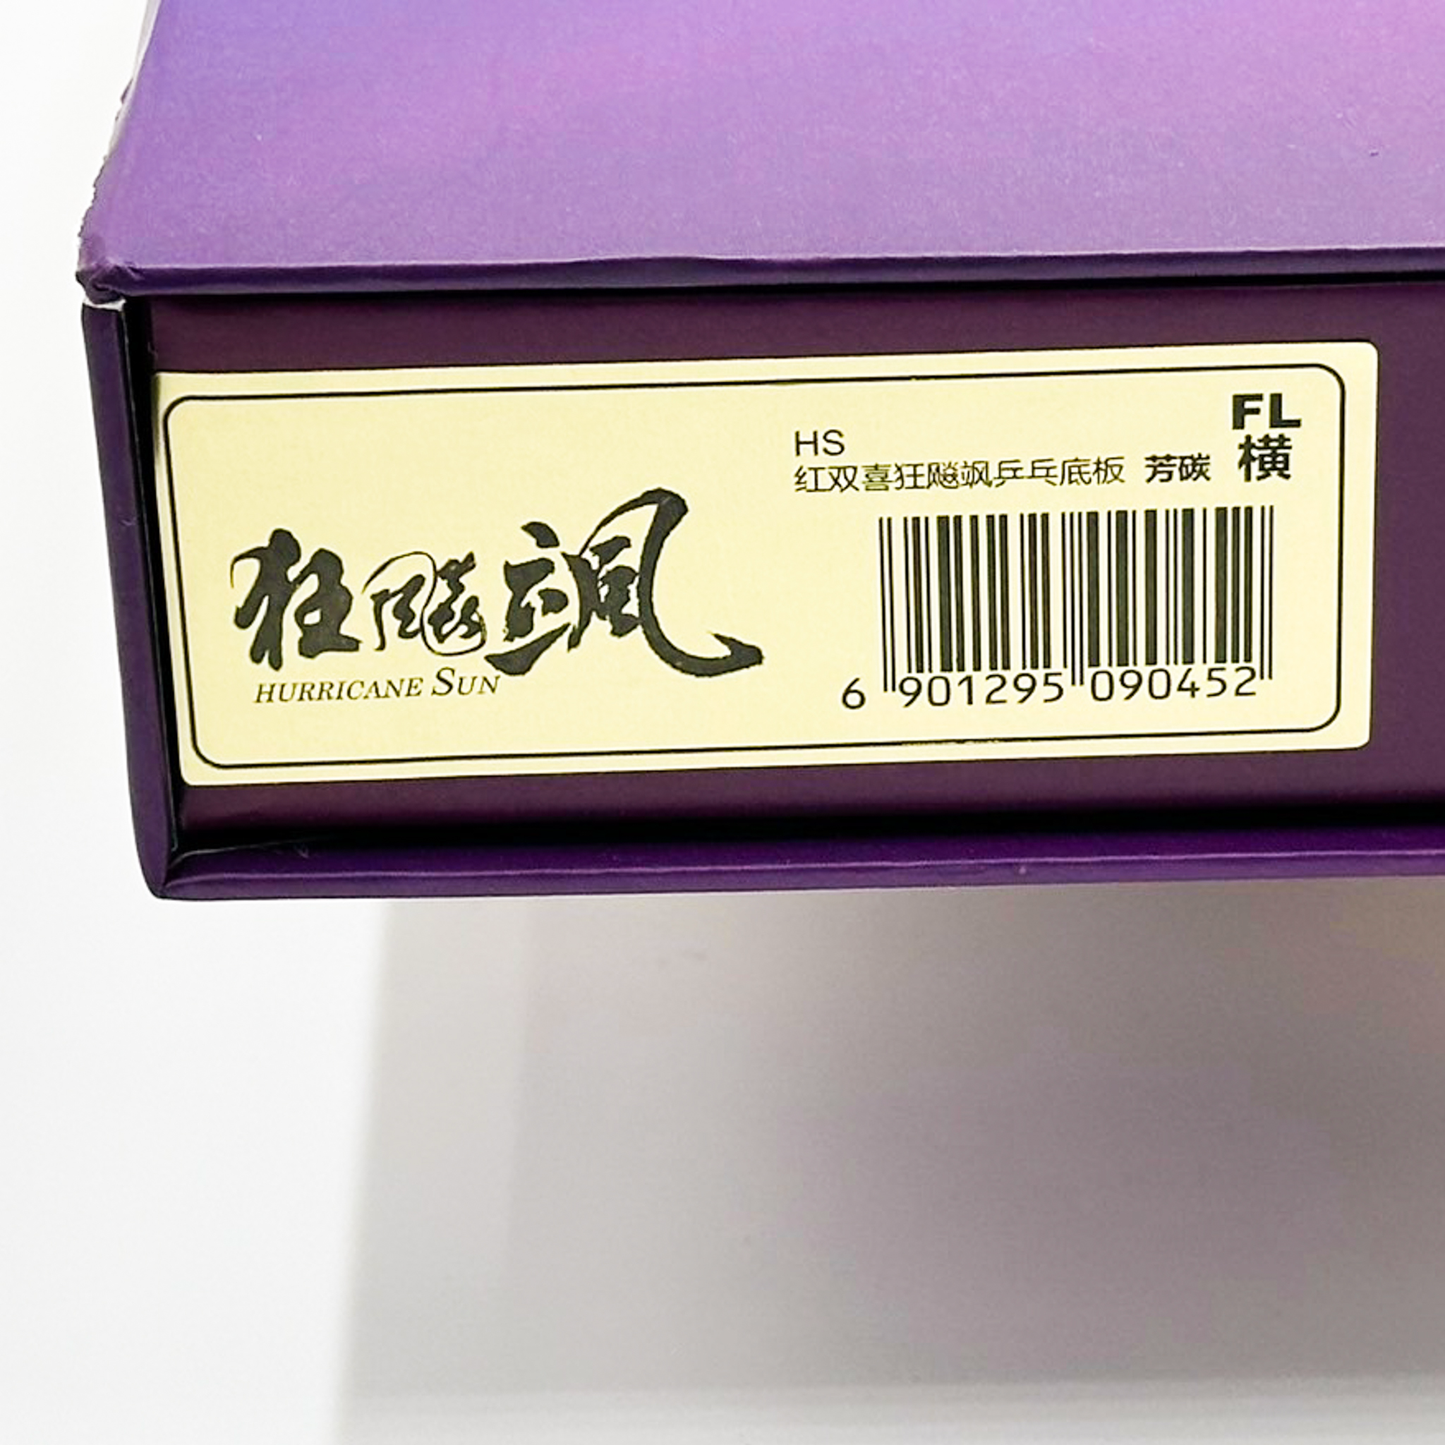 狂飚飒
HURRICANE SUN
HS
红双喜狂飚飒乒乓底板 芳碳
FL
横
6 901295 090452